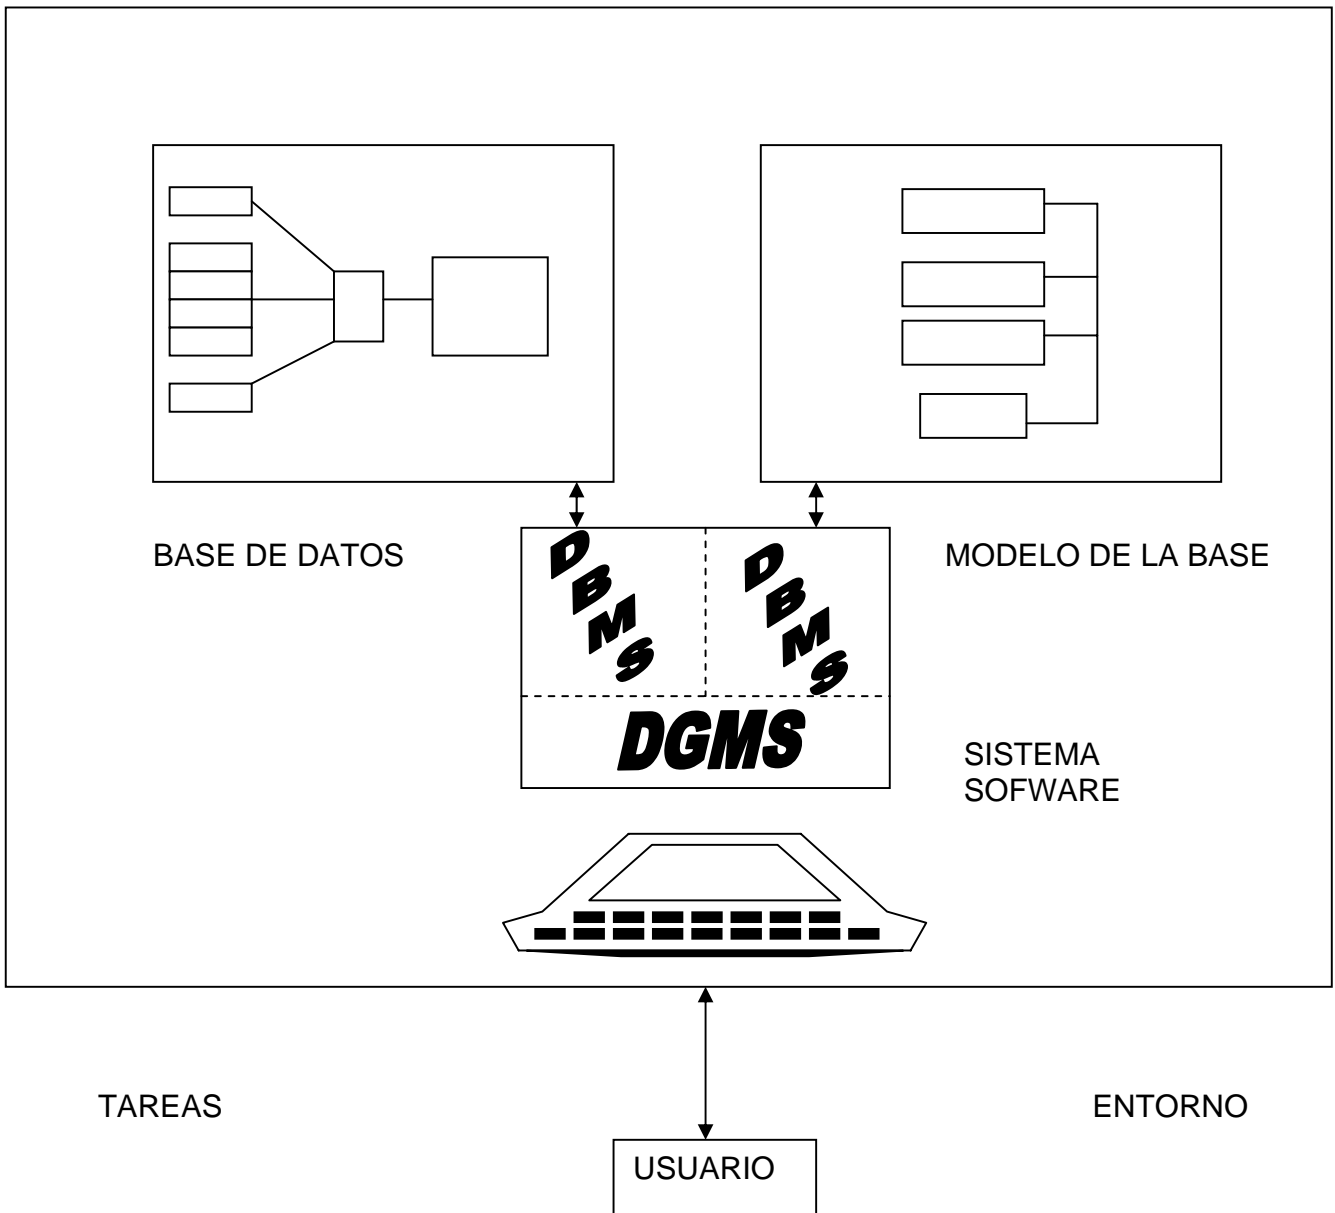 BASE DE DATOS
MODELO DE LA BASE
DBMS
DBMS
DGMS
SISTEMA
SOFWARE
TAREAS
ENTORNO
USUARIO